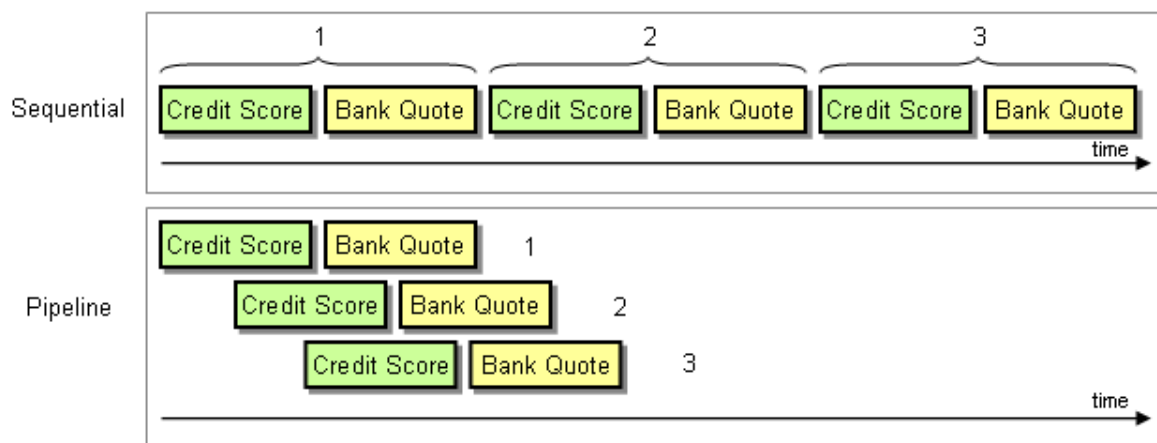 1 2 3
Sequential Credit Score Bank Quote Credit Score Bank Quote Credit Score Bank Quote
time
Credit Score Bank Quote 1
Pipeline Credit Score Bank Quote 2
Credit Score Bank Quote 3
time